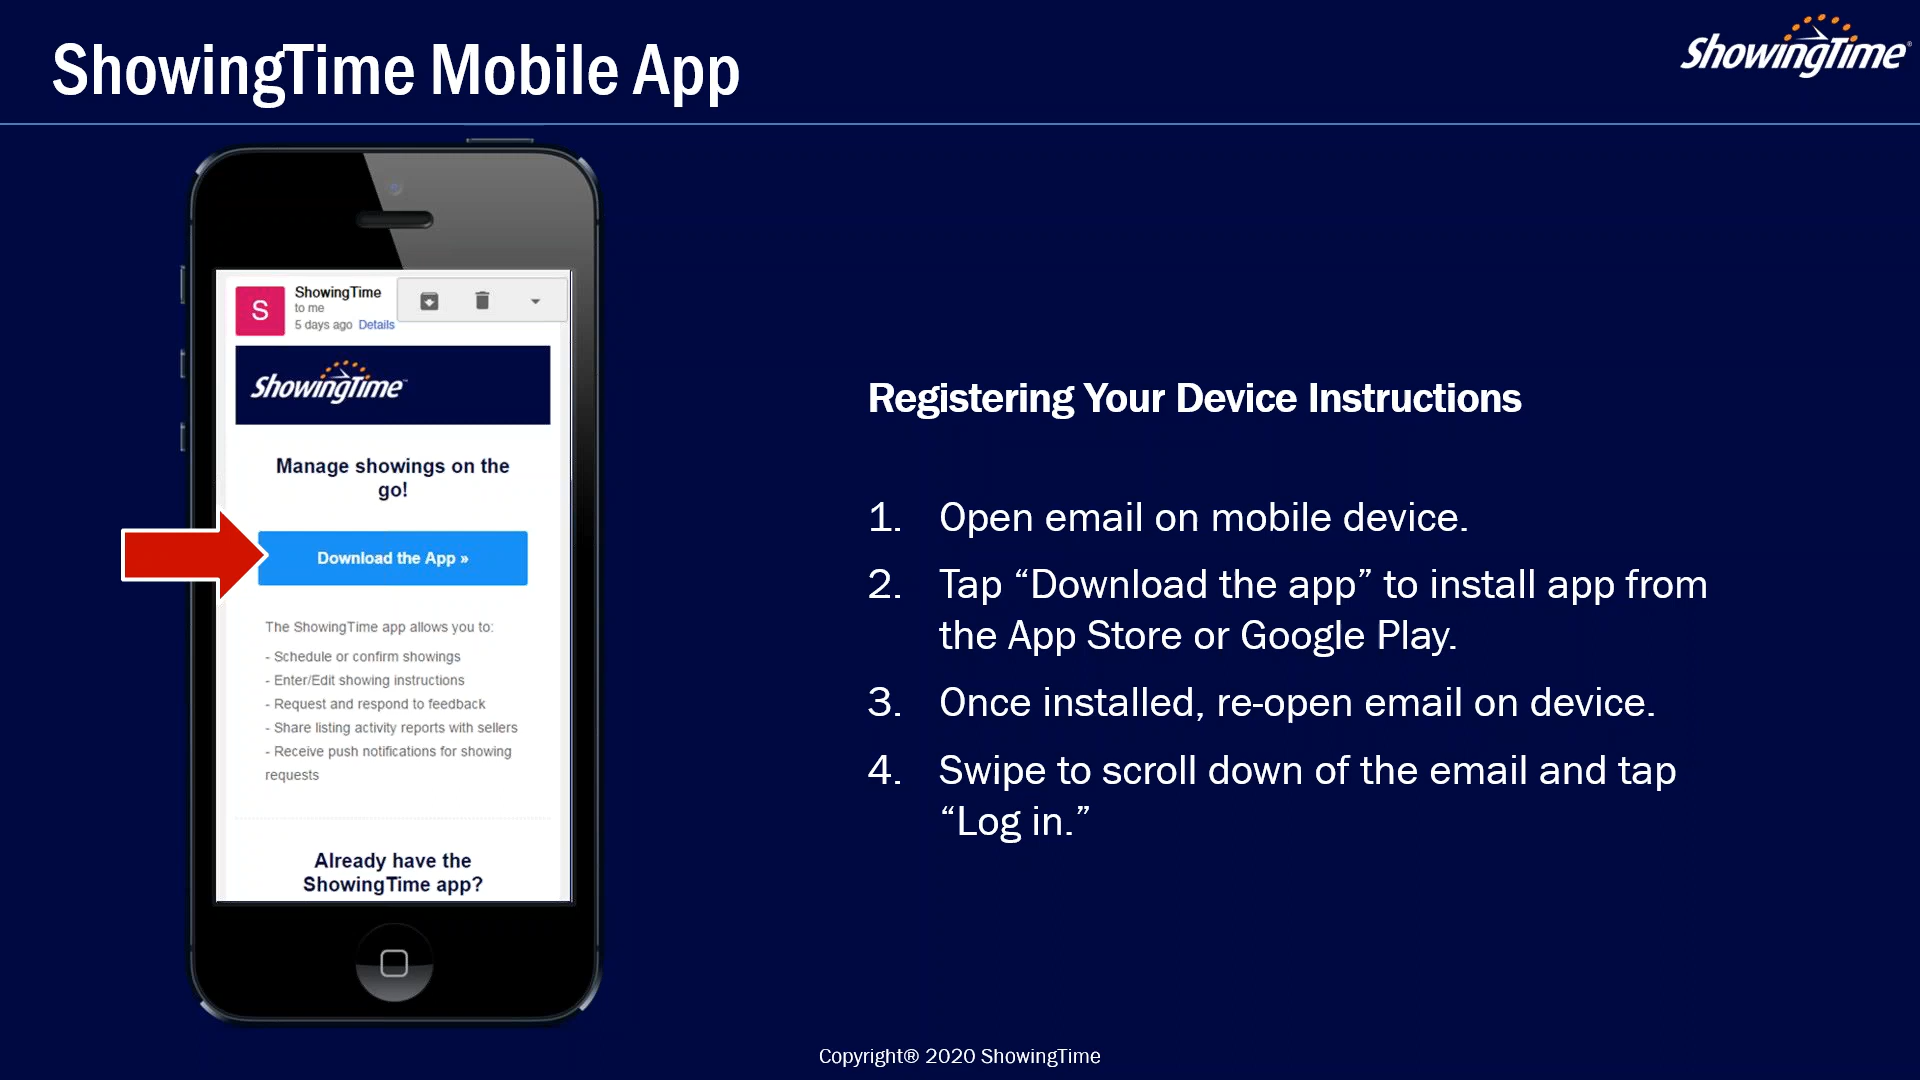 ShowingTime Mobile App
ShowingTime®
S
ShowingTime
to me
5 days ago Details
ShowingTime™
Manage showings on the
go!
Download the App »
The ShowingTime app allows you to:
- Schedule or confirm showings
- Enter/Edit showing instructions
- Request and respond to feedback
- Share listing activity reports with sellers
- Receive push notifications for showing
requests
Already have the
ShowingTime app?
Registering Your Device Instructions
1. Open email on mobile device.
2. Tap “Download the app” to install app from
the App Store or Google Play.
3. Once installed, re-open email on device.
4. Swipe to scroll down of the email and tap
“Log in.”
Copyright® 2020 ShowingTime